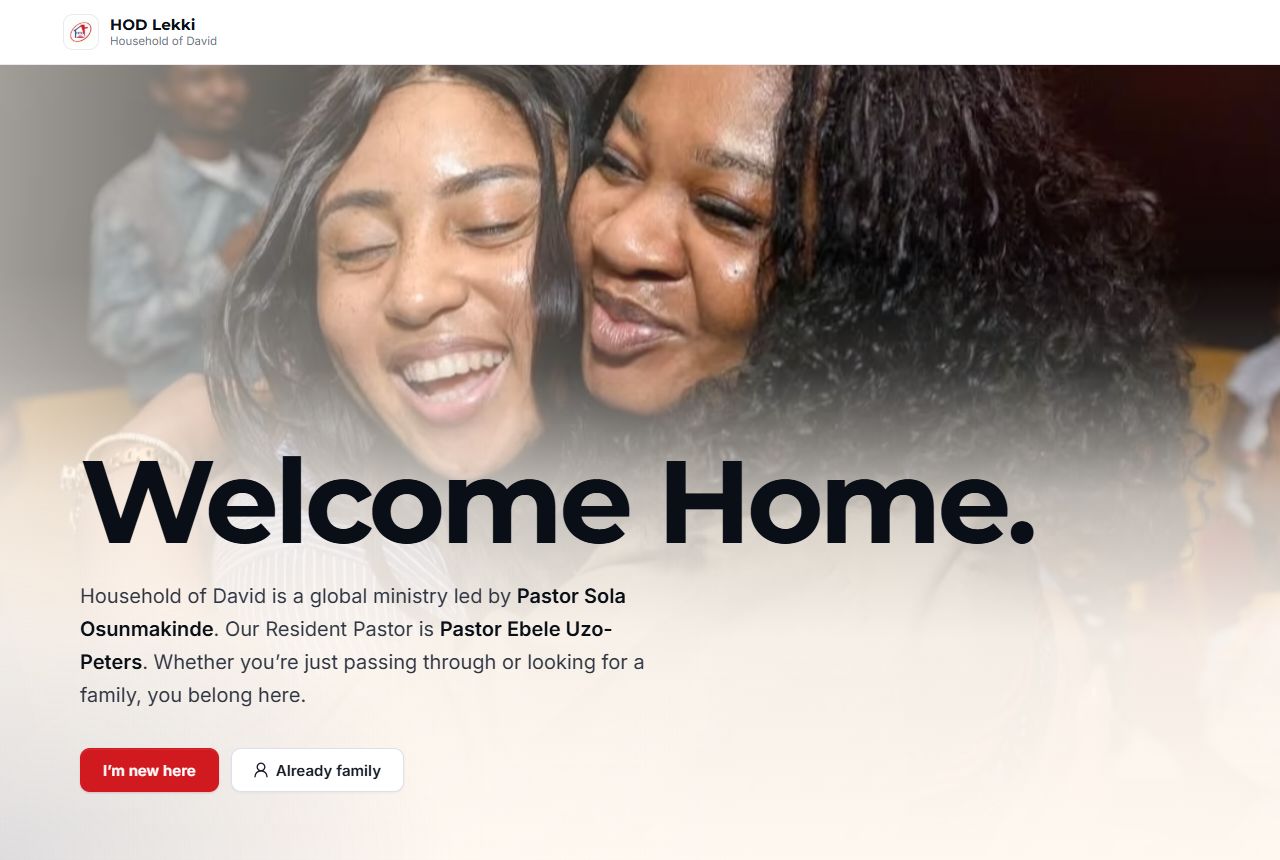 HOD Lekki
Household of David
Welcome Home.
Household of David is a global ministry led by Pastor Sola
Osunmakinde. Our Resident Pastor is Pastor Ebele Uzo-
Peters. Whether you’re just passing through or looking for a
family, you belong here.
I’m new here
Already family